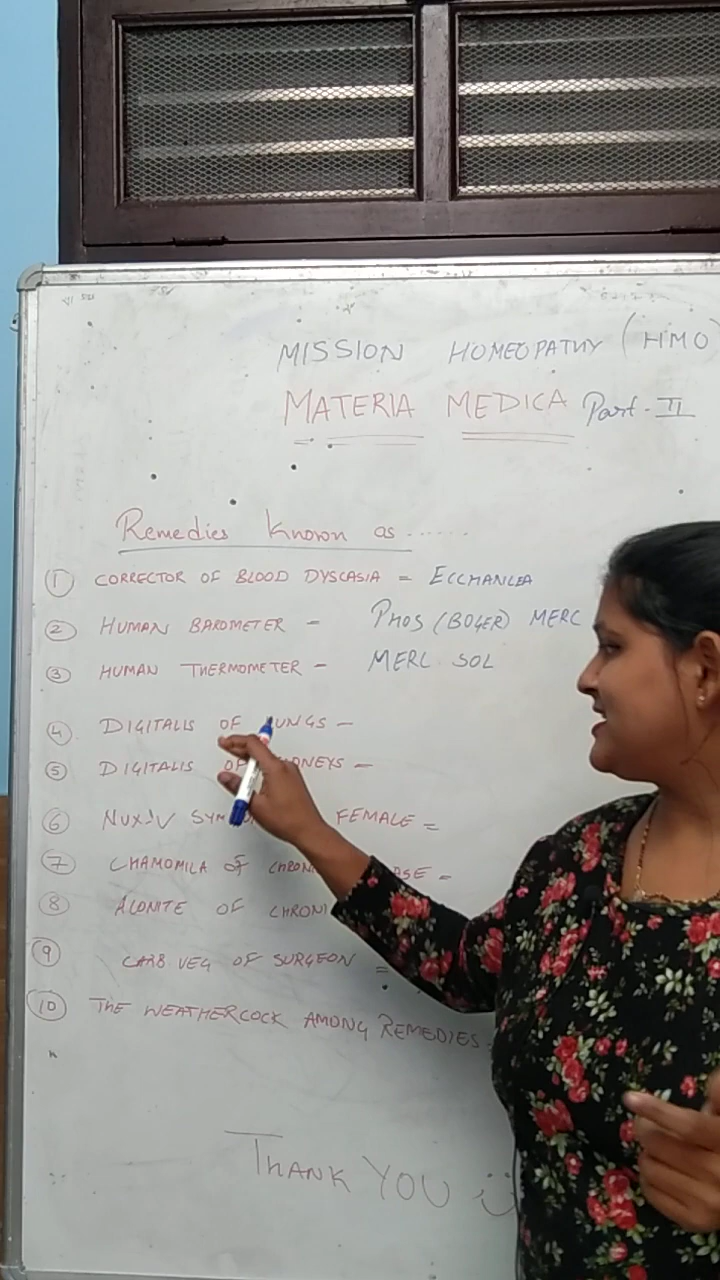 MISSION HOMEOPATHY (HMO)
MATERIA MEDICA Part-II
Remedies known as ......
① CORRECTOR OF BLOOD DYSCASIA = ECCHANCEA
② HUMAN BAROMETER - PHOS (BOGER) MERC
③ HUMAN THERMOMETER - MERC SOL
④ DIGITALIS OF LUNGS -
⑤ DIGITALIS OF =
⑥ NUX.V FEMALE =
⑦ CHAMOMILA of =
⑧ ACONITE OF
⑨ CARB VEG OF SURGEON =
⑩ THE WEATHERCOCK AMONG REMEDIES =
THANK YOU